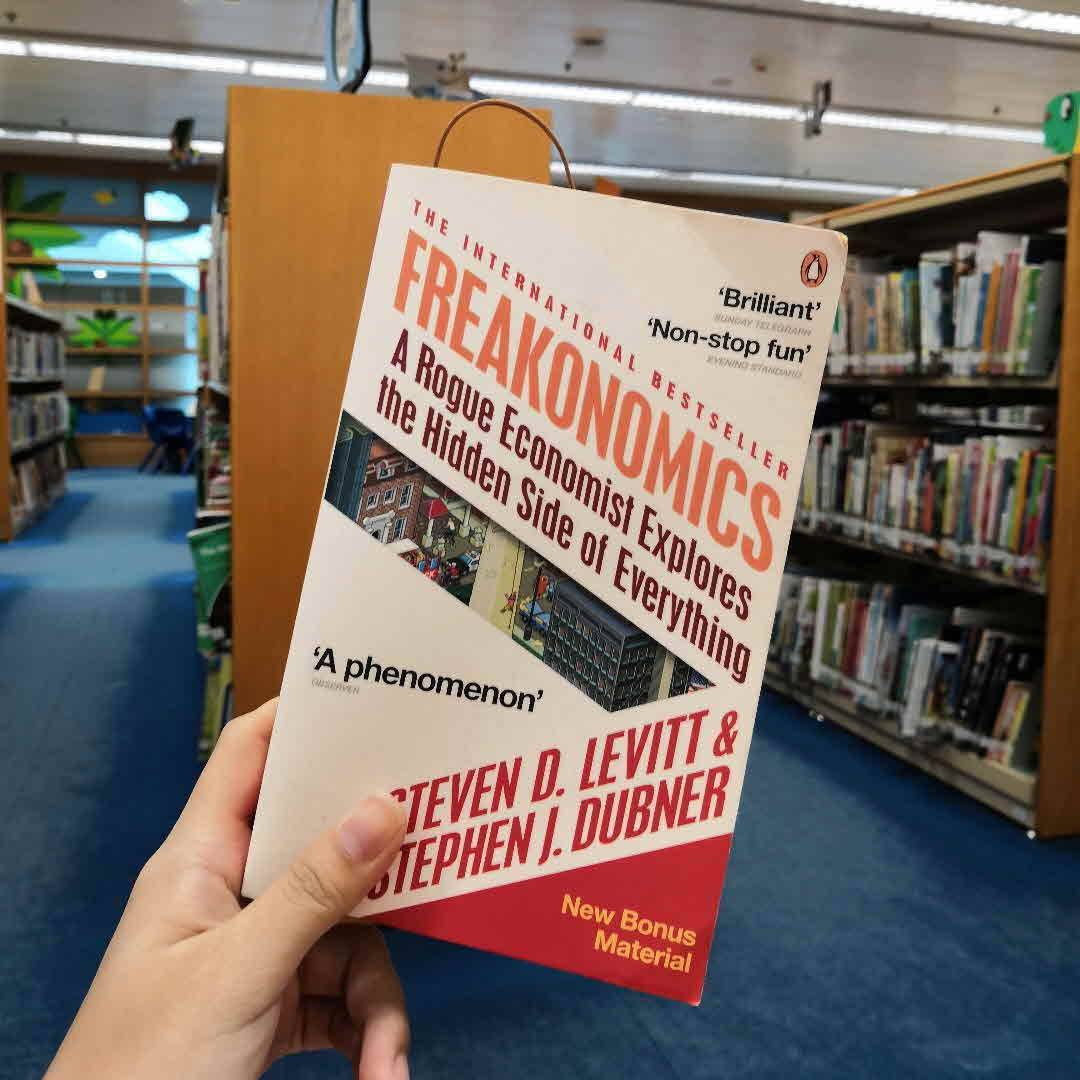 THE INTERNATIONAL BESTSELLER
FREAKONOMICS
A Rogue Economist Explores
the Hidden Side of Everything
‘Brilliant’
SUNDAY TELEGRAPH
‘Non-stop fun’
EVENING STANDARD
‘A phenomenon’
OBSERVER
STEVEN D. LEVITT &
STEPHEN J. DUBNER
New Bonus
Material